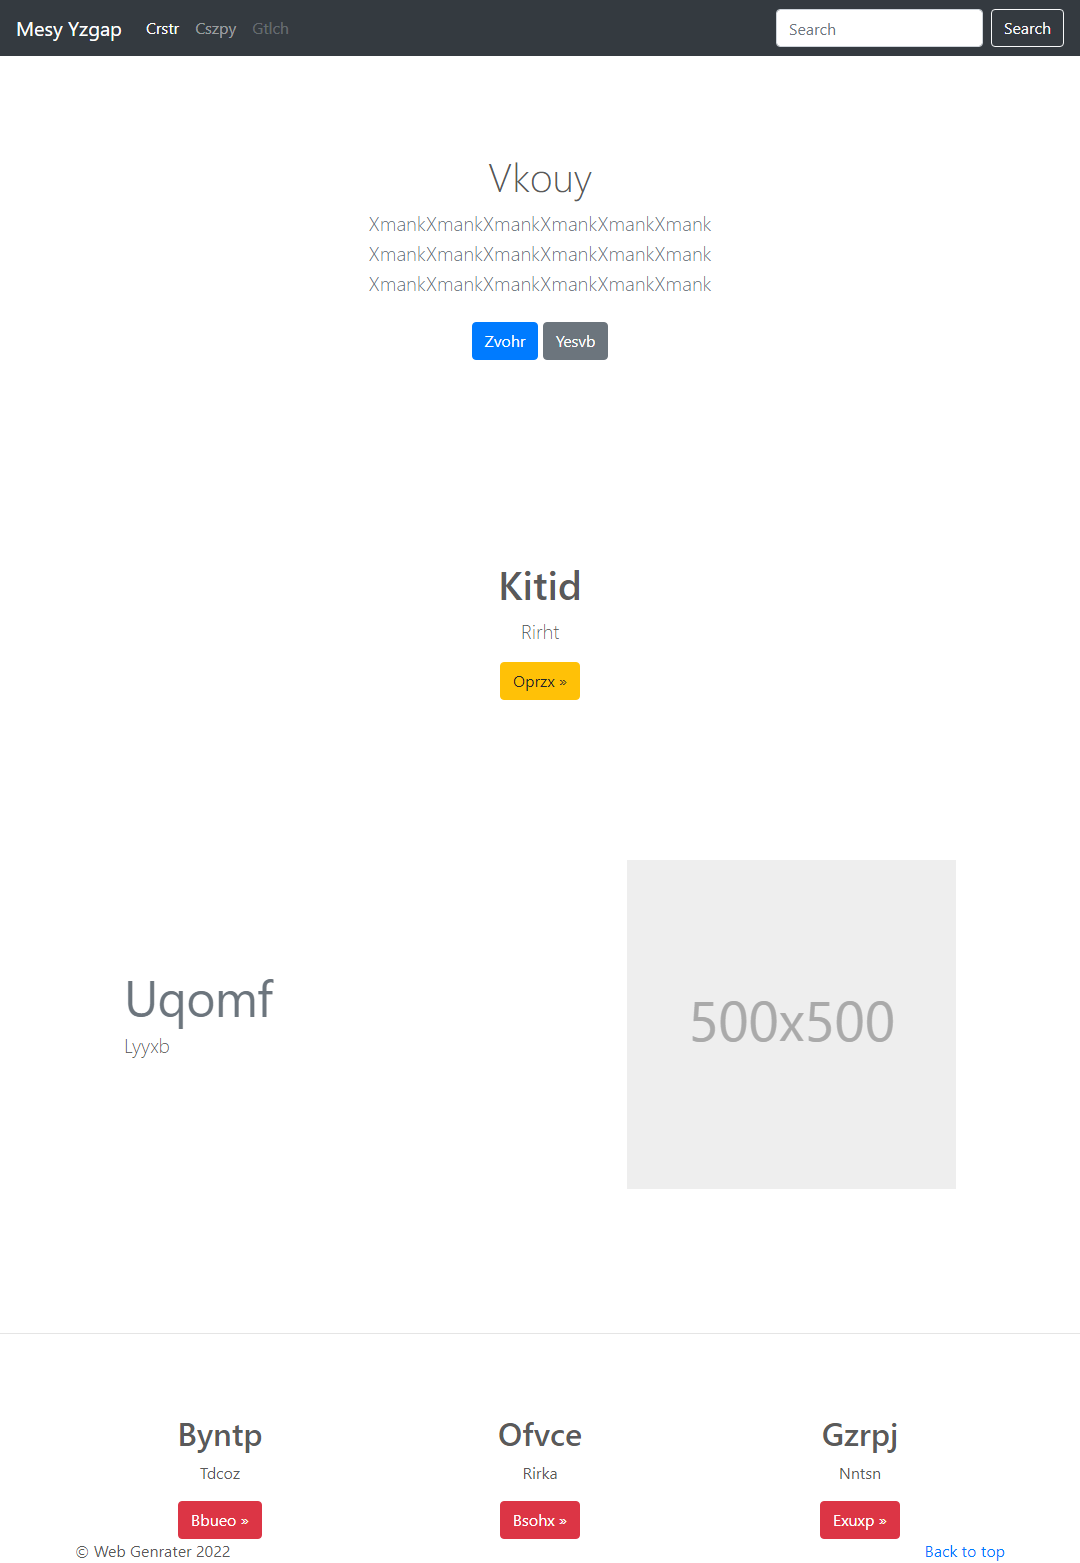 Mesy Yzgap Crstr Cszpy Gtlch Search Search
Vkouy
XmankXmankXmankXmankXmankXmank
XmankXmankXmankXmankXmankXmank
XmankXmankXmankXmankXmankXmank
Zvohr Yesvb
Kitid
Rirht
Oprzx »
Uqomf
Lyyxb
500x500
Byntp
Tdcoz
Bbueo »
Ofvce
Rirka
Bsohx »
Gzrpj
Nntsn
Exuxp »
© Web Genrater 2022 Back to top